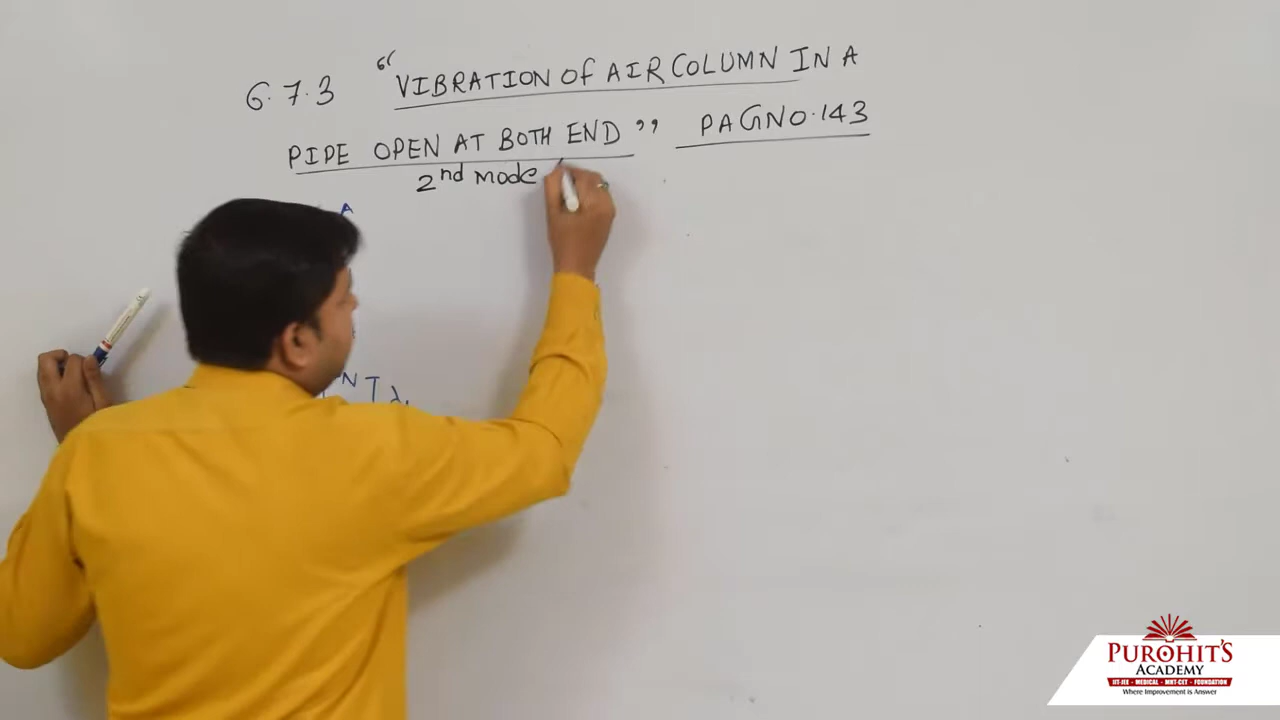 6.7.3 "VIBRATION OF AIR COLUMN IN A
PIPE OPEN AT BOTH END" PAGNO.143
2nd mode
A
N
λ
PUROHIT'S
ACADEMY
IIT-JEE - MEDICAL - MHT-CET - FOUNDATION
Where Improvement is Answer